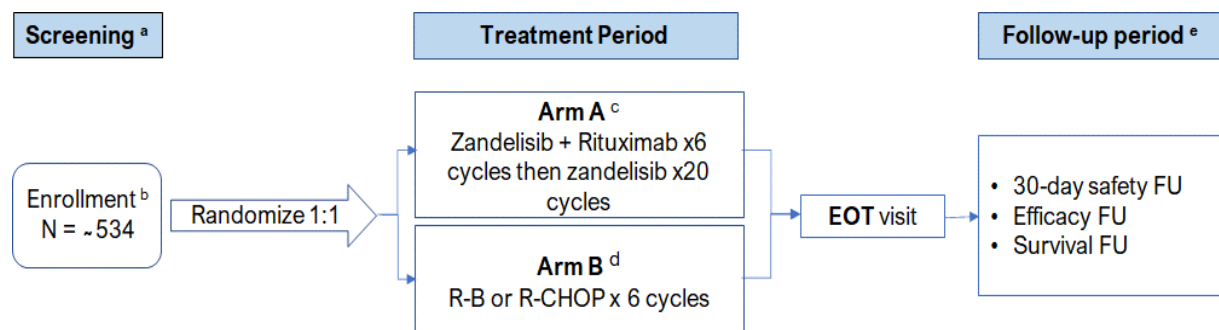 Screening a
Treatment Period
Follow-up period e
Enrollment b
N = ~534
Randomize 1:1
Arm A c
Zandelisib + Rituximab x6
cycles then zandelisib x20
cycles
Arm B d
R-B or R-CHOP x 6 cycles
EOT visit
• 30-day safety FU
• Efficacy FU
• Survival FU